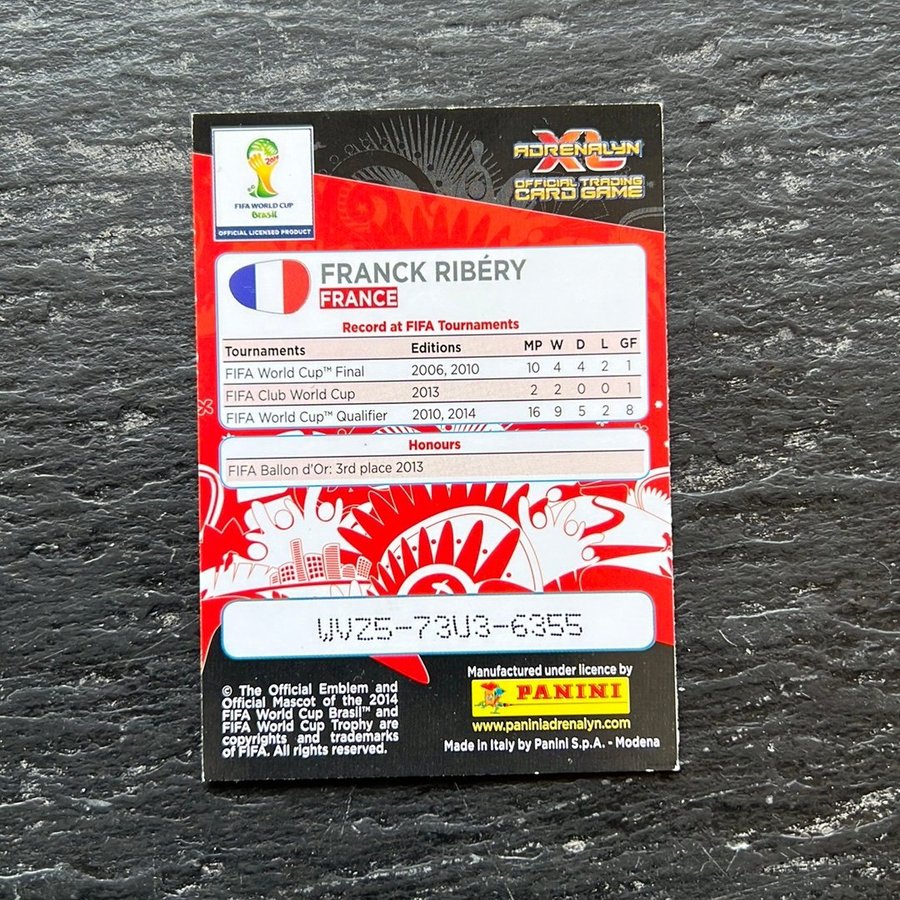 2014
FIFA WORLD CUP
Brasil
OFFICIAL LICENSED PRODUCT
ADRENALYN
XL
OFFICIAL TRADING
CARD GAME
FRANCK RIBÉRY
FRANCE
Record at FIFA Tournaments
Tournaments Editions MP W D L GF
FIFA World Cup™ Final 2006, 2010 10 4 4 2 1
FIFA Club World Cup 2013 2 2 0 0 1
FIFA World Cup™ Qualifier 2010, 2014 16 9 5 2 8
Honours
FIFA Ballon d'Or: 3rd place 2013
WVZ5-73U3-6355
© The Official Emblem and
Official Mascot of the 2014
FIFA World Cup Brasil™ and
FIFA World Cup Trophy are
copyrights and trademarks
of FIFA. All rights reserved.
Manufactured under licence by
PANINI
www.paniniadrenalyn.com
Made in Italy by Panini S.p.A. - Modena